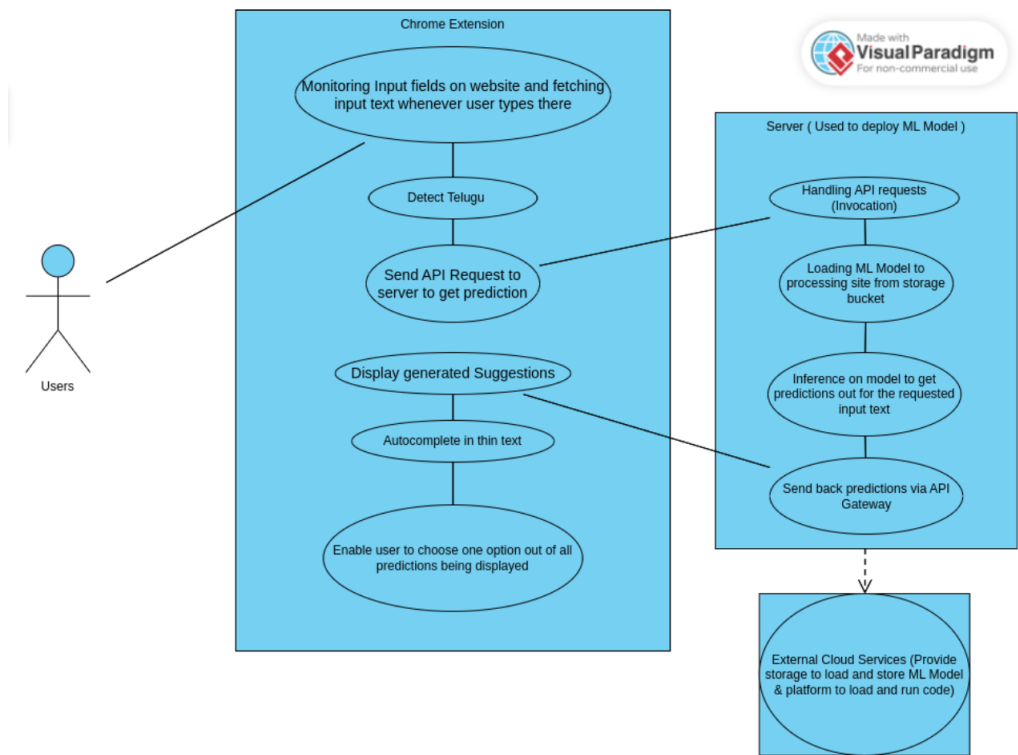 Chrome Extension
Made with
Visual Paradigm
For non-commercial use
Monitoring Input fields on website and fetching
input text whenever user types there
Detect Telugu
Send API Request to
server to get prediction
Display generated Suggestions
Autocomplete in thin text
Enable user to choose one option out of all
predictions being displayed
Users
Server ( Used to deploy ML Model )
Handling API requests
(Invocation)
Loading ML Model to
processing site from storage
bucket
Inference on model to get
predictions out for the requested
input text
Send back predictions via API
Gateway
External Cloud Services (Provide
storage to load and store ML Model
& platform to load and run code)